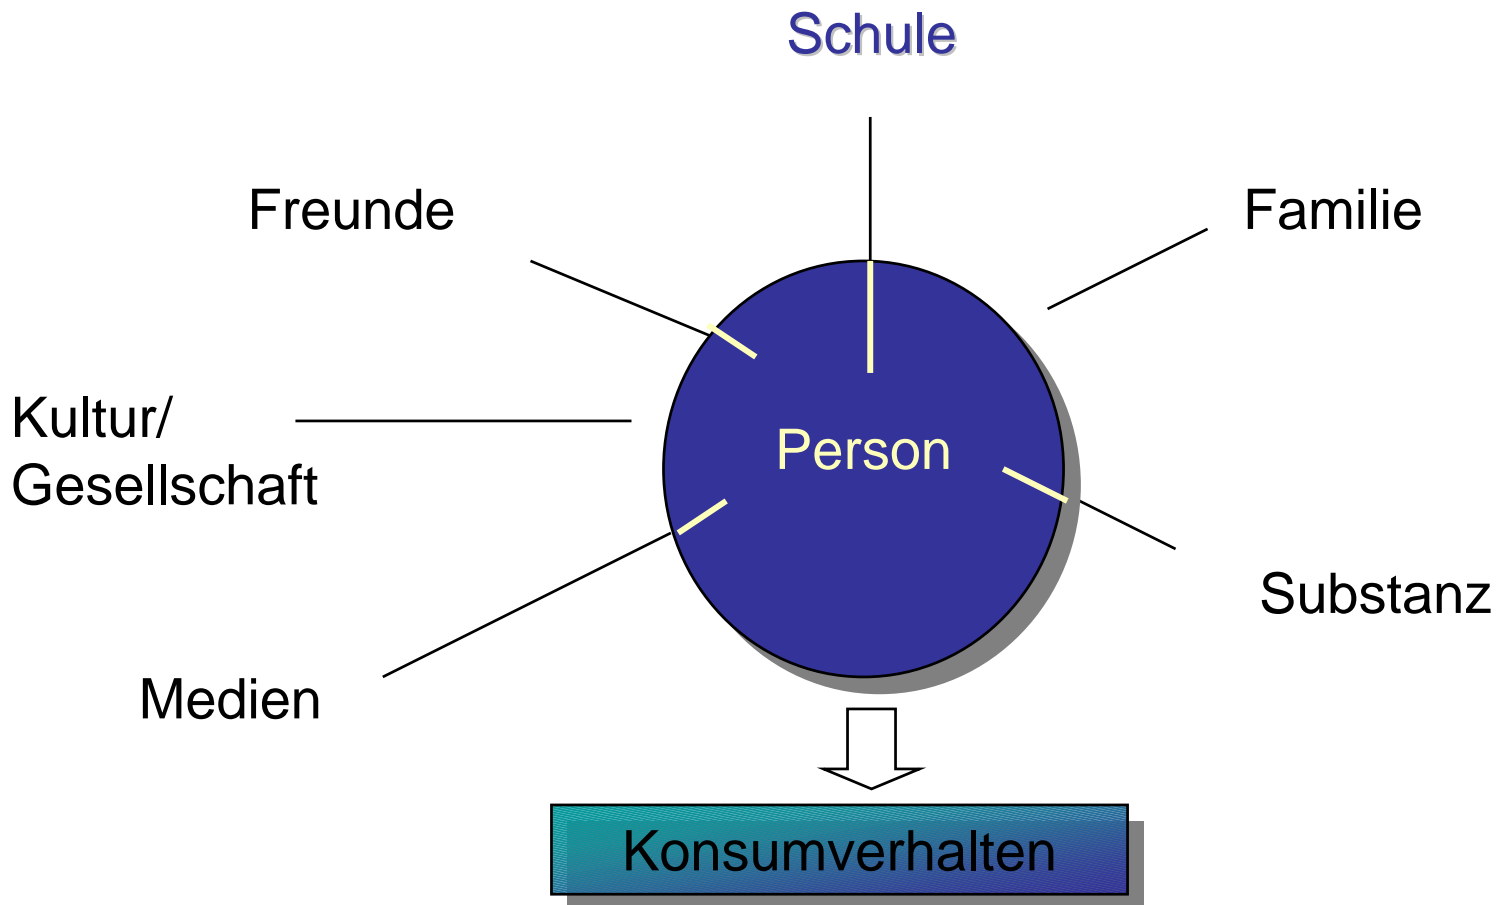 Schule
Freunde
Familie
Kultur/
Gesellschaft
Person
Substanz
Medien
Konsumverhalten